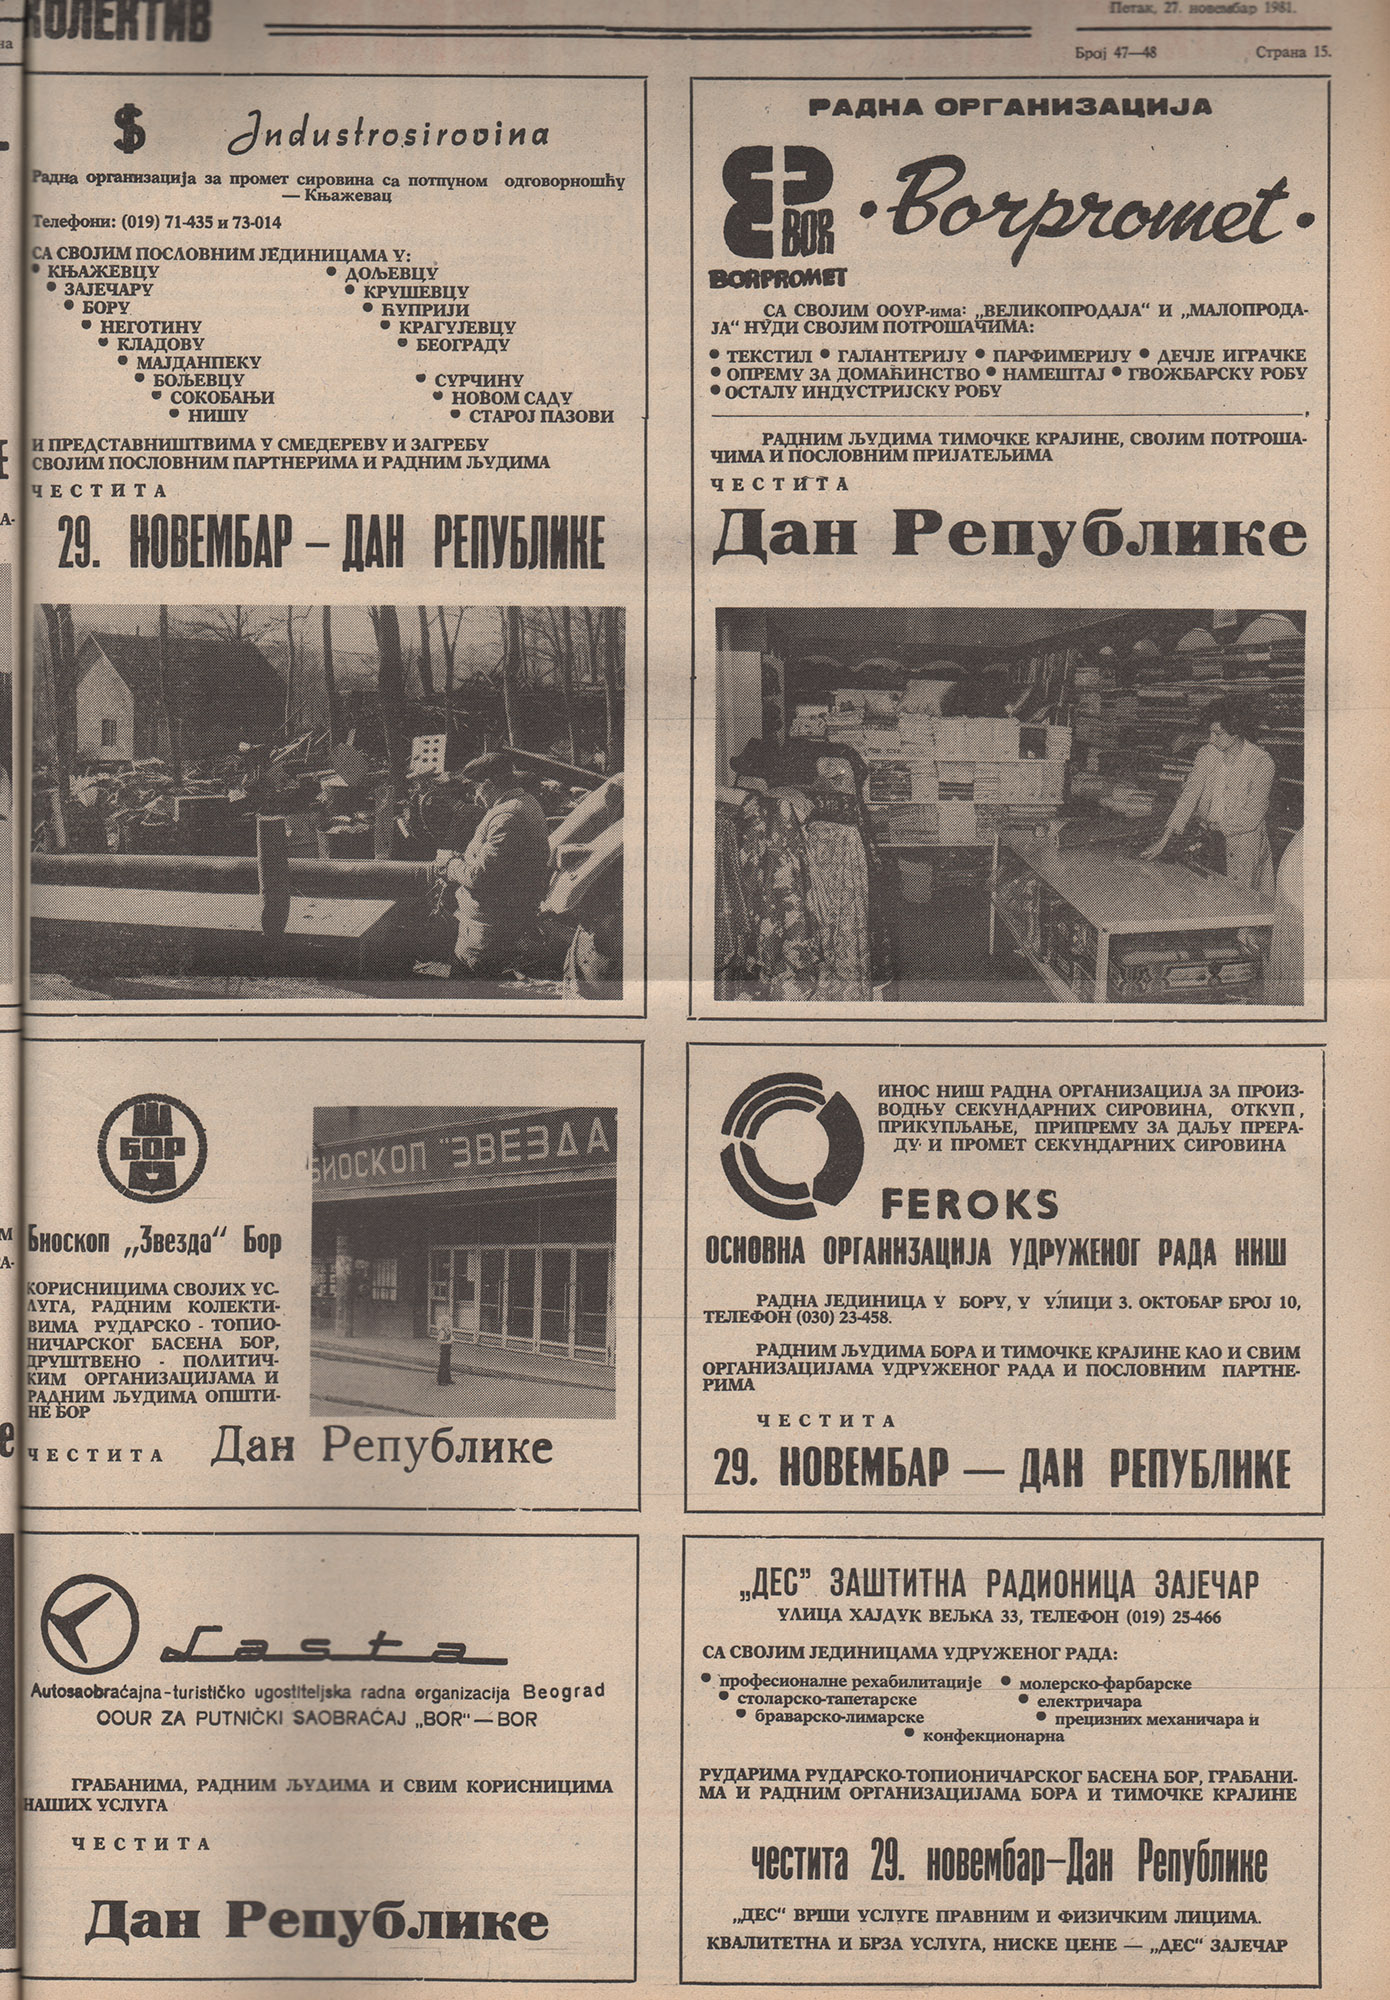 КОЛЕКТИВ
Петак, 27. новембар 1981.
Број 47—48
Страна 15.
$ Industrosirovina
Радна организација за промет сировина са потпуном одговорношћу
— Књажевац
Телефони: (019) 71-435 и 73-014
СА СВОЈИМ ПОСЛОВНИМ ЈЕДИНИЦАМА У:
• КЊАЖЕВЦУ
• ЗАЈЕЧАРУ
• БОРУ
• НЕГОТИНУ
• КЛАДОВУ
• МАЈДАНПЕКУ
• БОЉЕВЦУ
• СОКОБАЊИ
• НИШУ
• ДОЉЕВЦУ
• КРУШЕВЦУ
• ЋУПРИЈИ
• КРАГУЈЕВЦУ
• БЕОГРАДУ
• СУРЧИНУ
• НОВОМ САДУ
• СТАРОЈ ПАЗОВИ
И ПРЕДСТАВНИШТВИМА У СМЕДЕРЕВУ И ЗАГРЕБУ
СВОЈИМ ПОСЛОВНИМ ПАРТНЕРИМА И РАДНИМ ЉУДИМА
ЧЕСТИТА
29. НОВЕМБАР – ДАН РЕПУБЛИКЕ
РАДНА ОРГАНИЗАЦИЈА
BOR
BORPROMET
• Borpromet •
СА СВОЈИМ ООУР-има: „ВЕЛИКОПРОДАЈА“ И „МАЛОПРОДА-
ЈА“ НУДИ СВОЈИМ ПОТРОШАЧИМА:
• ТЕКСТИЛ • ГАЛАНТЕРИЈУ • ПАРФИМЕРИЈУ • ДЕЧЈЕ ИГРАЧКЕ
• ОПРЕМУ ЗА ДОМАЋИНСТВО • НАМЕШТАЈ • ГВОЖБАРСКУ РОБУ
• ОСТАЛУ ИНДУСТРИЈСКУ РОБУ
РАДНИМ ЉУДИМА ТИМОЧКЕ КРАЈИНЕ, СВОЈИМ ПОТРОША-
ЧИМА И ПОСЛОВНИМ ПРИЈАТЕЉИМА
ЧЕСТИТА
Дан Републике
БОР
БИОСКОП "ЗВЕЗДА
Биоскоп „Звезда“ Бор
КОРИСНИЦИМА СВОЈИХ УС-
ЛУГА, РАДНИМ КОЛЕКТИ-
ВИМА РУДАРСКО - ТОПИО-
НИЧАРСКОГ БАСЕНА БОР,
ДРУШТВЕНО - ПОЛИТИЧ-
КИМ ОРГАНИЗАЦИЈАМА И
РАДНИМ ЉУДИМА ОПШТИ-
НЕ БОР
ЧЕСТИТА Дан Републике
ИНОС НИШ РАДНА ОРГАНИЗАЦИЈА ЗА ПРОИЗ-
ВОДЊУ СЕКУНДАРНИХ СИРОВИНА, ОТКУП,
ПРИКУПЉАЊЕ, ПРИПРЕМУ ЗА ДАЉУ ПРЕРА-
ДУ И ПРОМЕТ СЕКУНДАРНИХ СИРОВИНА
FEROKS
ОСНОВНА ОРГАНИЗАЦИЈА УДРУЖЕНОГ РАДА НИШ
РАДНА ЈЕДИНИЦА У БОРУ, У УЛИЦИ 3. ОКТОБАР БРОЈ 10,
ТЕЛЕФОН (030) 23-458.
РАДНИМ ЉУДИМА БОРА И ТИМОЧКЕ КРАЈИНЕ КАО И СВИМ
ОРГАНИЗАЦИЈАМА УДРУЖЕНОГ РАДА И ПОСЛОВНИМ ПАРТНЕ-
РИМА
ЧЕСТИТА
29. НОВЕМБАР — ДАН РЕПУБЛИКЕ
Lasta
Autosaobraćajna-turističko ugostiteljska radna organizacija Beograd
OOUR ZA PUTNIČKI SAOBRAĆAJ „BOR“ — BOR
ГРАБАНИМА, РАДНИМ ЉУДИМА И СВИМ КОРИСНИЦИМА
НАШИХ УСЛУГА
ЧЕСТИТА
Дан Републике
„ДЕС” ЗАШТИТНА РАДИОНИЦА ЗАЈЕЧАР
УЛИЦА ХАЈДУК ВЕЉКА 33, ТЕЛЕФОН (019) 25-466
СА СВОЈИМ ЈЕДИНИЦАМА УДРУЖЕНОГ РАДА:
• професионалне рехабилитације • молерско-фарбарске
• столарско-тапетарске • електричара
• браварско-лимарске • прецизних механичара и
• конфекционарна
РУДАРИМА РУДАРСКО-ТОПИОНИЧАРСКОГ БАСЕНА БОР, ГРАБАНИ-
МА И РАДНИМ ОРГАНИЗАЦИЈАМА БОРА И ТИМОЧКЕ КРАЈИНЕ
честита 29. новембар–Дан Републике
„ДЕС“ ВРШИ УСЛУГЕ ПРАВНИМ И ФИЗИЧКИМ ЛИЦИМА.
КВАЛИТЕТНА И БРЗА УСЛУГА, НИСКЕ ЦЕНЕ — „ДЕС“ ЗАЈЕЧАР